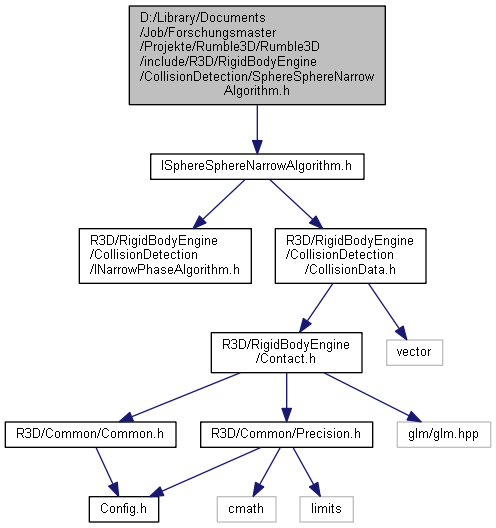 D:/Library/Documents
/Job/Forschungsmaster
/Projekte/Rumble3D/Rumble3D
/include/R3D/RigidBodyEngine
/CollisionDetection/SphereSphereNarrow
Algorithm.h
ISphereSphereNarrowAlgorithm.h
R3D/RigidBodyEngine
/CollisionDetection
/INarrowPhaseAlgorithm.h
R3D/RigidBodyEngine
/CollisionDetection
/CollisionData.h
R3D/RigidBodyEngine
/Contact.h
vector
R3D/Common/Common.h
R3D/Common/Precision.h
glm/glm.hpp
Config.h
cmath
limits